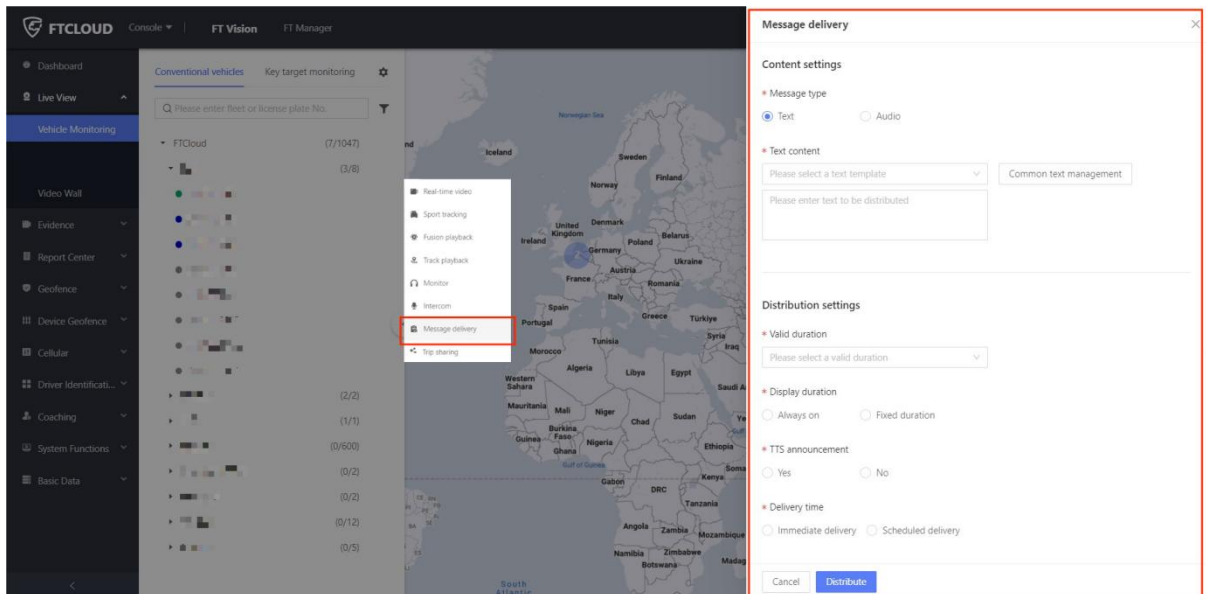 FTCLOUD Console FT Vision FT Manager
Dashboard
Live View
Vehicle Monitoring
Video Wall
Evidence
Report Center
Geofence
Device Geofence
Cellular
Driver Identificati...
Coaching
System Functions
Basic Data
Conventional vehicles Key target monitoring
Please enter fleet or license plate No.
FTCloud (7/1047)
(3/8)
(2/2)
(1/1)
(0/600)
(0/2)
(0/2)
(0/12)
(0/5)
Real-time video
Sport tracking
Fusion playback
Track playback
Monitor
Intercom
Message delivery
Trip sharing
Norwegian Sea
Iceland
Sweden
Finland
Norway
United
Kingdom
Denmark
Ireland
Belarus
Poland
2
Germany
Ukraine
Austria
France
Romania
Italy
Spain
Greece
Türkiye
Portugal
Syria
Tunisia
Iraq
Morocco
Algeria
Libya
Egypt
Western
Sahara
Saudi A
Mauritania
Mali
Niger
Chad
Sudan
Ye
Burkina
Faso
Guinea
Ghana
Nigeria
Ethiopia
Gulf of Guinea
Soma
Gabon
Kenya
DRC
Tanzania
Angola
Zambia
Mozambique
Namibia
Zimbabwe
Botswana
Madag
South
Atlantic
Message delivery
Content settings
* Message type
Text Audio
* Text content
Please select a text template Common text management
Please enter text to be distributed
Distribution settings
* Valid duration
Please select a valid duration
* Display duration
Always on Fixed duration
* TTS announcement
Yes No
* Delivery time
Immediate delivery Scheduled delivery
Cancel Distribute